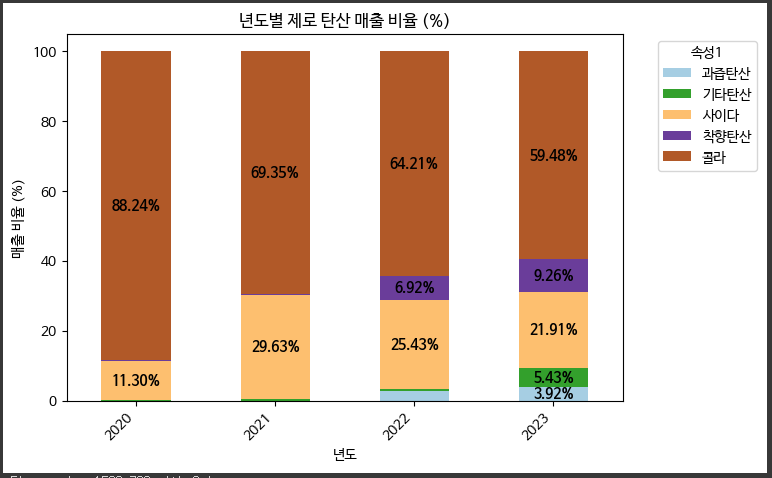 년도별 제로 탄산 매출 비율 (%)
매출 비율 (%)
100
80
60
40
20
0
88.24%
11.30%
69.35%
29.63%
64.21%
6.92%
25.43%
59.48%
9.26%
21.91%
5.43%
3.92%
2020
2021
2022
2023
년도
속성1
과즙탄산
기타탄산
사이다
착향탄산
콜라